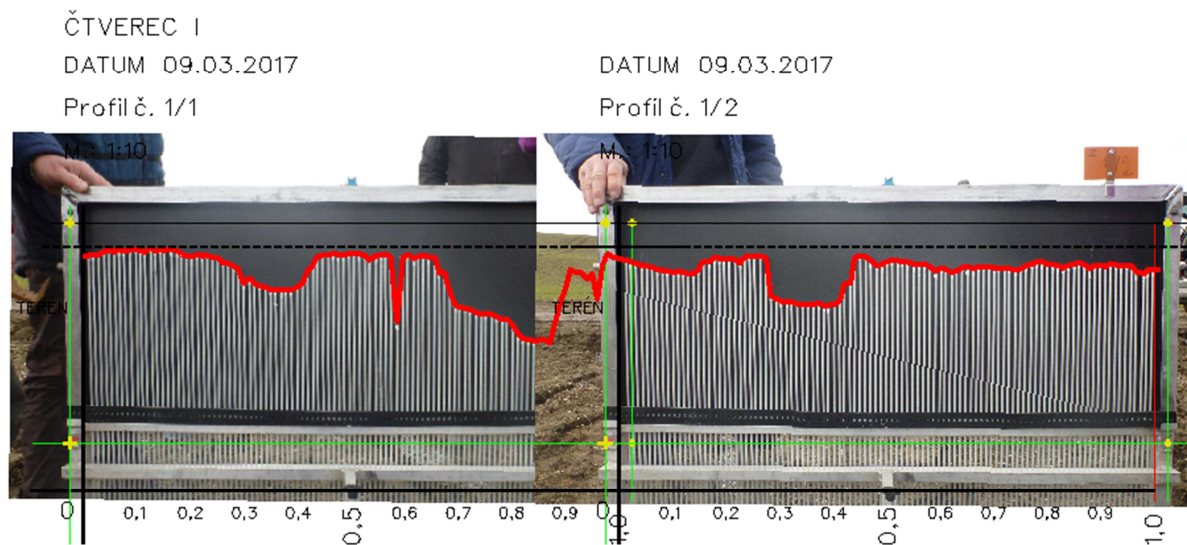 ČTVEREC I
DATUM 09.03.2017
Profil č. 1/1
M.: 1:10
TERÉN
0 0,1 0,2 0,3 0,4 0,5 0,6 0,7 0,8 0,9 1,0
DATUM 09.03.2017
Profil č. 1/2
M.: 1:10
TERÉN
0,1 0,2 0,3 0,4 0,5 0,6 0,7 0,8 0,9 1,0